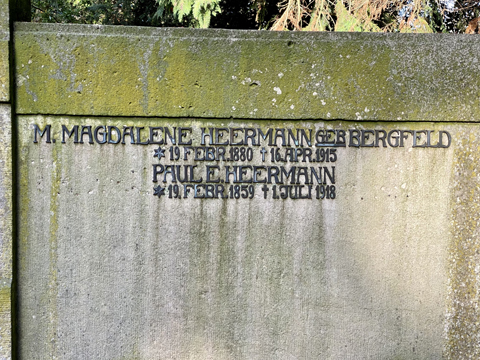 M. MAGDALENE HEERMANN GEB BERGFELD
* 19 FEBR. 1880 † 16. APR. 1915
PAUL E HEERMANN
* 19. FEBR. 1859 † 1. JULI 1918